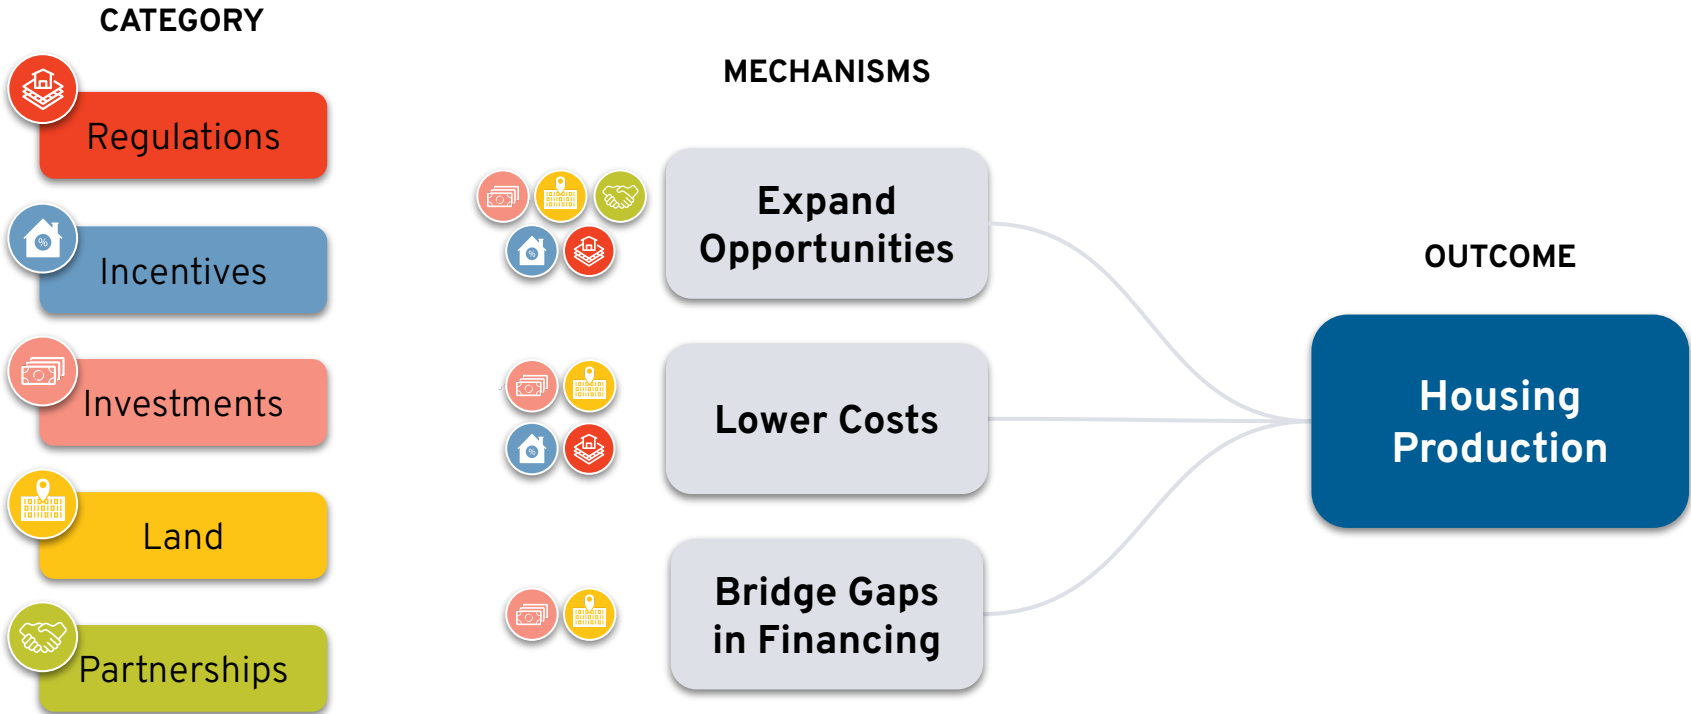 CATEGORY
Regulations
Incentives
Investments
Land
Partnerships
MECHANISMS
Expand
Opportunities
Lower Costs
Bridge Gaps
in Financing
OUTCOME
Housing
Production